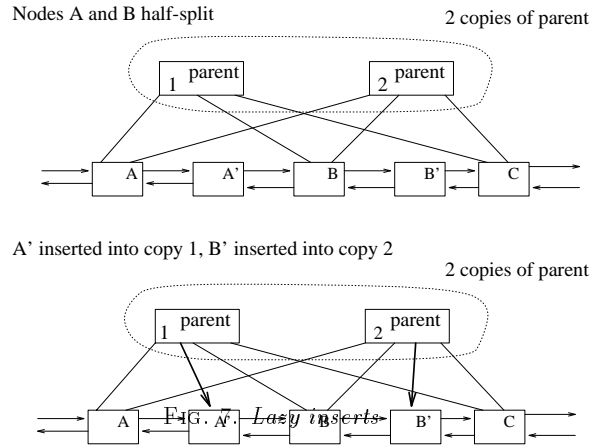 Nodes A and B half-split
2 copies of parent
1 parent
2 parent
A A' B B' C
A' inserted into copy 1, B' inserted into copy 2
2 copies of parent
1 parent
2 parent
A A' B B' C
FIG. 7. Lazy inserts